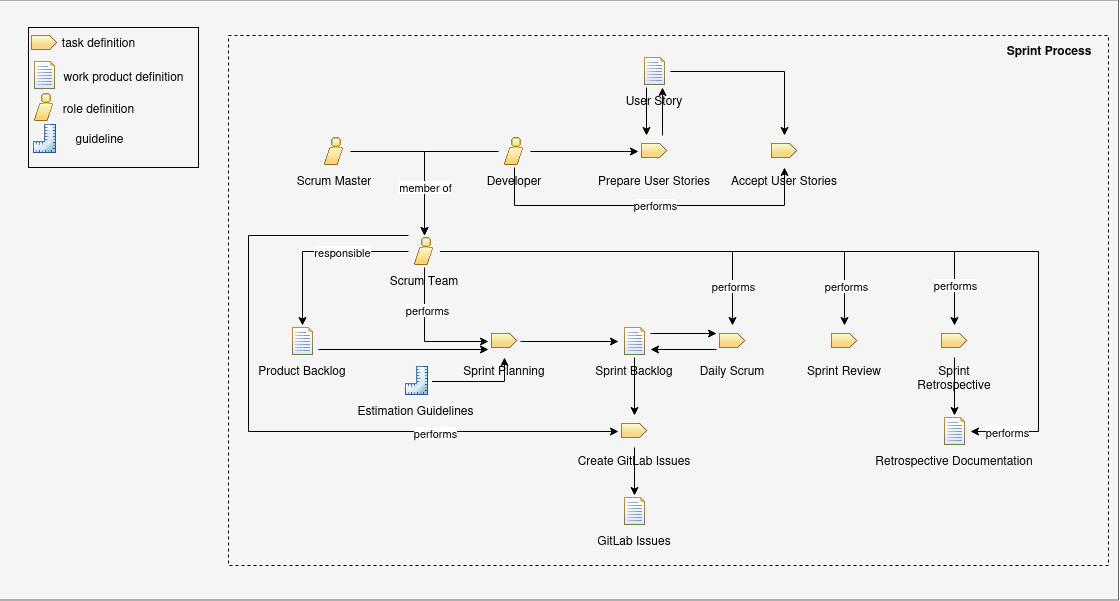 task definition
work product definition
role definition
guideline
Sprint Process
User Story
Scrum Master
Developer
Prepare User Stories
Accept User Stories
member of
performs
responsible
Scrum Team
performs
performs
performs
performs
Product Backlog
Sprint Planning
Sprint Backlog
Daily Scrum
Sprint Review
Sprint
Retrospective
Estimation Guidelines
performs
performs
Create GitLab Issues
Retrospective Documentation
GitLab Issues